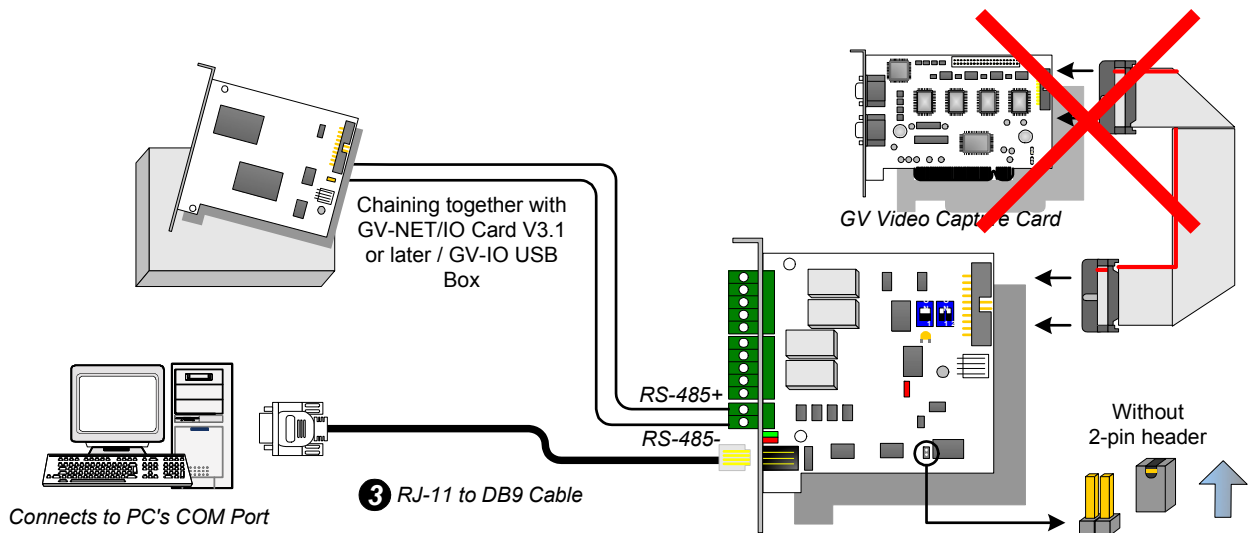 Chaining together with
GV-NET/IO Card V3.1
or later / GV-IO USB
Box
GV Video Capture Card
RS-485+
RS-485-
Without
2-pin header
3 RJ-11 to DB9 Cable
Connects to PC's COM Port